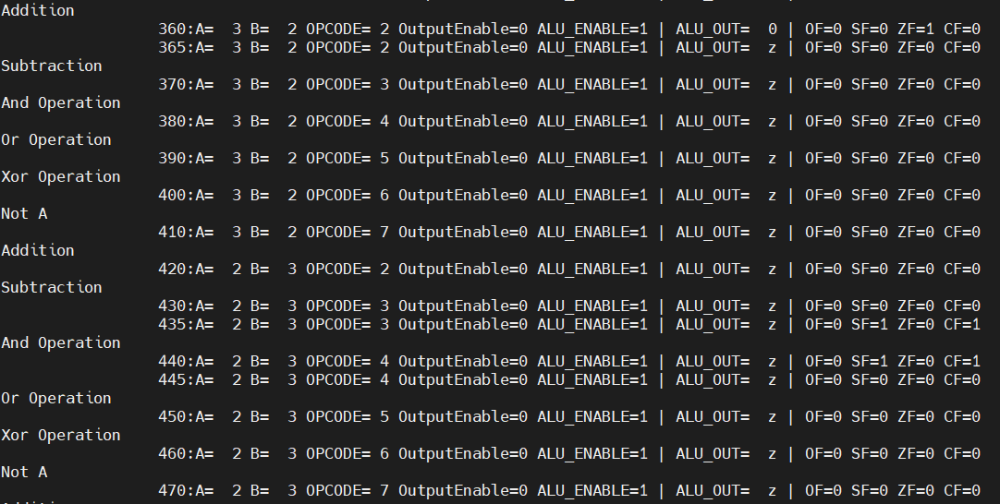 Addition
360:A=  3 B=  2 OPCODE= 2 OutputEnable=0 ALU_ENABLE=1 | ALU_OUT=  0 | OF=0 SF=0 ZF=1 CF=0
365:A=  3 B=  2 OPCODE= 2 OutputEnable=0 ALU_ENABLE=1 | ALU_OUT=  z | OF=0 SF=0 ZF=0 CF=0
Subtraction
370:A=  3 B=  2 OPCODE= 3 OutputEnable=0 ALU_ENABLE=1 | ALU_OUT=  z | OF=0 SF=0 ZF=0 CF=0
And Operation
380:A=  3 B=  2 OPCODE= 4 OutputEnable=0 ALU_ENABLE=1 | ALU_OUT=  z | OF=0 SF=0 ZF=0 CF=0
Or Operation
390:A=  3 B=  2 OPCODE= 5 OutputEnable=0 ALU_ENABLE=1 | ALU_OUT=  z | OF=0 SF=0 ZF=0 CF=0
Xor Operation
400:A=  3 B=  2 OPCODE= 6 OutputEnable=0 ALU_ENABLE=1 | ALU_OUT=  z | OF=0 SF=0 ZF=0 CF=0
Not A
410:A=  3 B=  2 OPCODE= 7 OutputEnable=0 ALU_ENABLE=1 | ALU_OUT=  z | OF=0 SF=0 ZF=0 CF=0
Addition
420:A=  2 B=  3 OPCODE= 2 OutputEnable=0 ALU_ENABLE=1 | ALU_OUT=  z | OF=0 SF=0 ZF=0 CF=0
Subtraction
430:A=  2 B=  3 OPCODE= 3 OutputEnable=0 ALU_ENABLE=1 | ALU_OUT=  z | OF=0 SF=0 ZF=0 CF=0
435:A=  2 B=  3 OPCODE= 3 OutputEnable=0 ALU_ENABLE=1 | ALU_OUT=  z | OF=0 SF=1 ZF=0 CF=1
And Operation
440:A=  2 B=  3 OPCODE= 4 OutputEnable=0 ALU_ENABLE=1 | ALU_OUT=  z | OF=0 SF=1 ZF=0 CF=1
445:A=  2 B=  3 OPCODE= 4 OutputEnable=0 ALU_ENABLE=1 | ALU_OUT=  z | OF=0 SF=0 ZF=0 CF=0
Or Operation
450:A=  2 B=  3 OPCODE= 5 OutputEnable=0 ALU_ENABLE=1 | ALU_OUT=  z | OF=0 SF=0 ZF=0 CF=0
Xor Operation
460:A=  2 B=  3 OPCODE= 6 OutputEnable=0 ALU_ENABLE=1 | ALU_OUT=  z | OF=0 SF=0 ZF=0 CF=0
Not A
470:A=  2 B=  3 OPCODE= 7 OutputEnable=0 ALU_ENABLE=1 | ALU_OUT=  z | OF=0 SF=0 ZF=0 CF=0